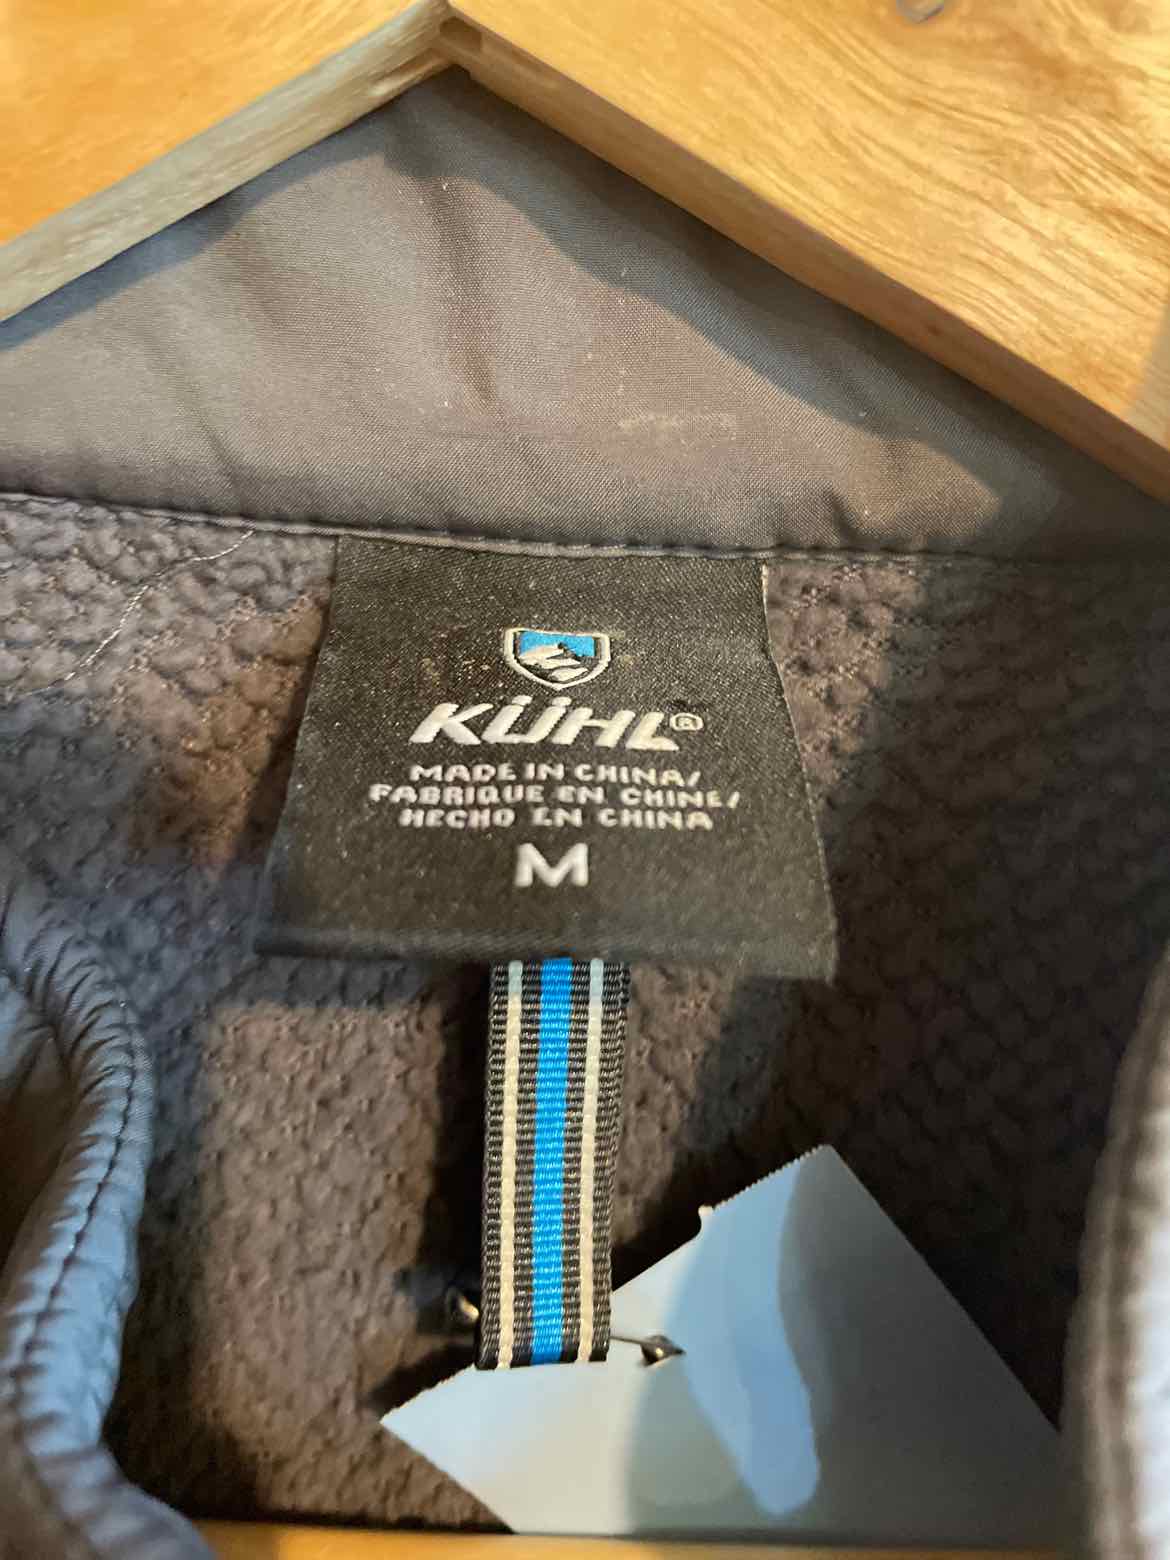 KÜHL®
MADE IN CHINA/
FABRIQUE EN CHINE/
HECHO EN CHINA
M